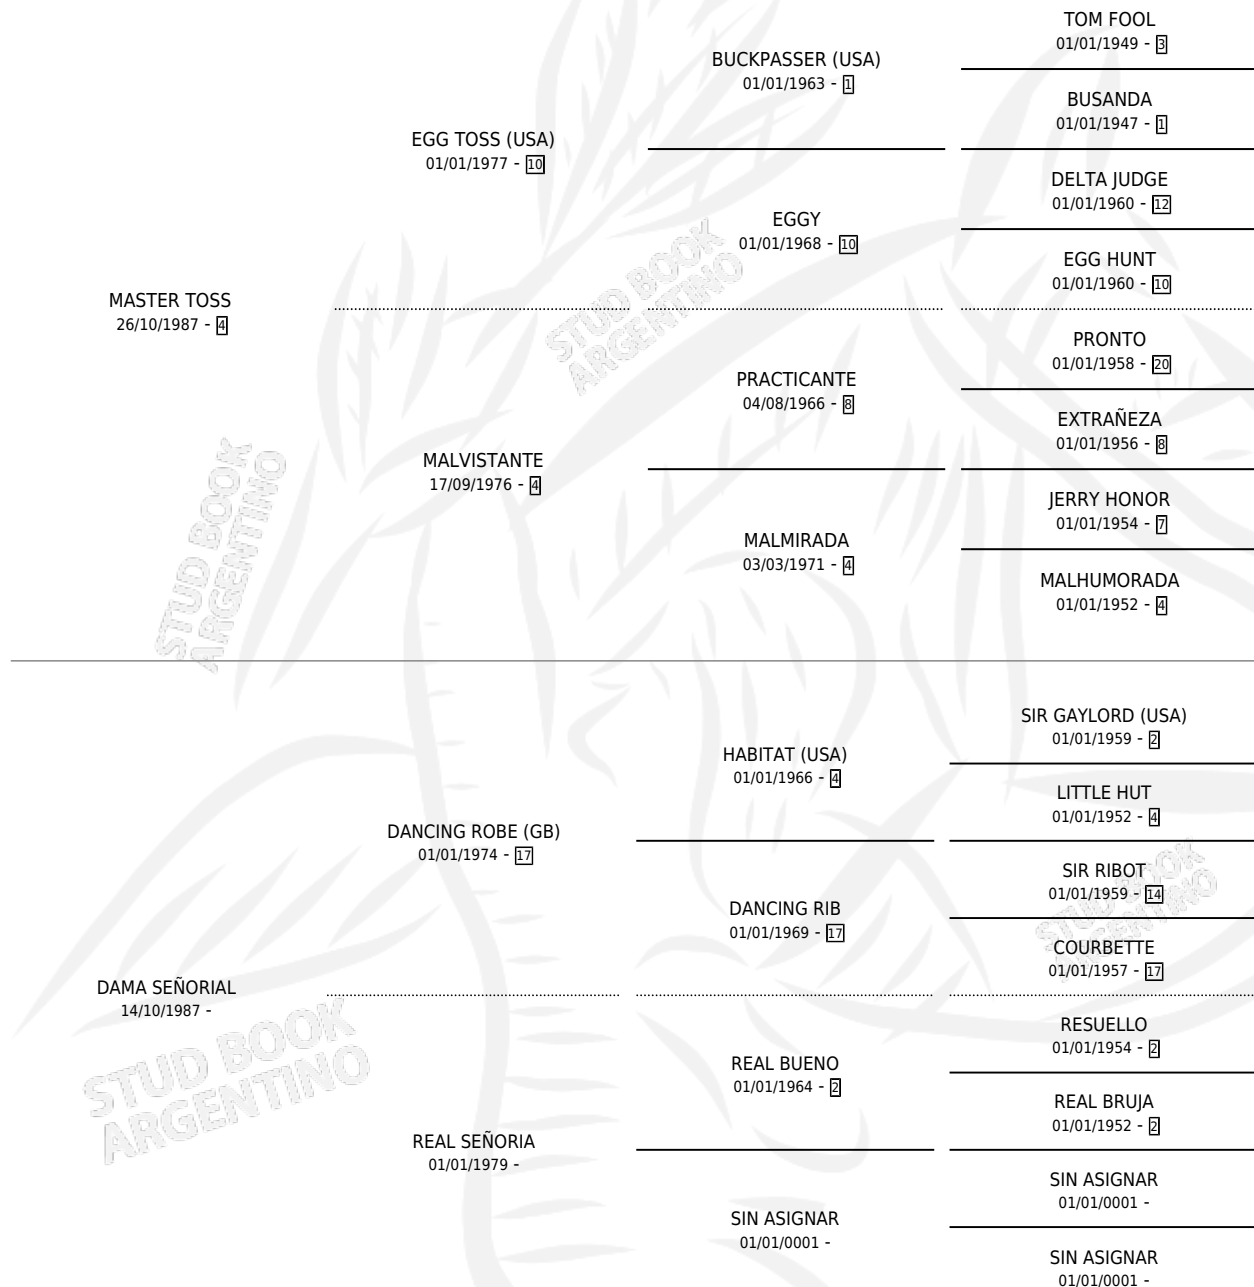 MASTER TOSS
26/10/1987 - 4
EGG TOSS (USA)
01/01/1977 - 10
BUCKPASSER (USA)
01/01/1963 - 1
TOM FOOL
01/01/1949 - 3
BUSANDA
01/01/1947 - 1
EGGY
01/01/1968 - 10
DELTA JUDGE
01/01/1960 - 12
EGG HUNT
01/01/1960 - 10
MALVISTANTE
17/09/1976 - 4
PRACTICANTE
04/08/1966 - 8
PRONTO
01/01/1958 - 20
EXTRAÑEZA
01/01/1956 - 8
MALMIRADA
03/03/1971 - 4
JERRY HONOR
01/01/1954 - 7
MALHUMORADA
01/01/1952 - 4
DAMA SEÑORIAL
14/10/1987 -
DANCING ROBE (GB)
01/01/1974 - 17
HABITAT (USA)
01/01/1966 - 4
SIR GAYLORD (USA)
01/01/1959 - 2
LITTLE HUT
01/01/1952 - 4
DANCING RIB
01/01/1969 - 17
SIR RIBOT
01/01/1959 - 14
COURBETTE
01/01/1957 - 17
REAL SEÑORIA
01/01/1979 -
REAL BUENO
01/01/1964 - 2
RESUELLO
01/01/1954 - 2
REAL BRUJA
01/01/1952 - 2
SIN ASIGNAR
01/01/0001 -
SIN ASIGNAR
01/01/0001 -
SIN ASIGNAR
01/01/0001 -
STUD BOOK
ARGENTINO
STUD BOOK
ARGENTINO
STUD BOOK
ARGENTINO
STUD BOOK
ARGENTINO